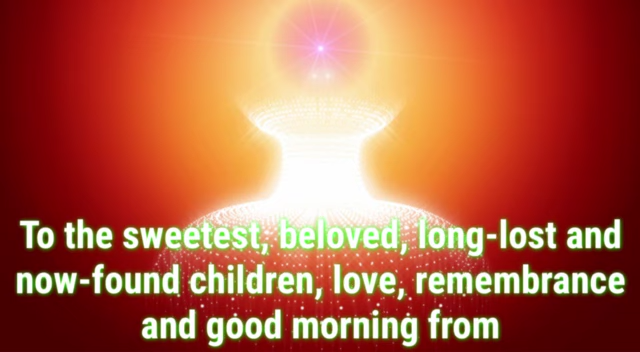 To the sweetest, beloved, long-lost and
now-found children, love, remembrance
and good morning from